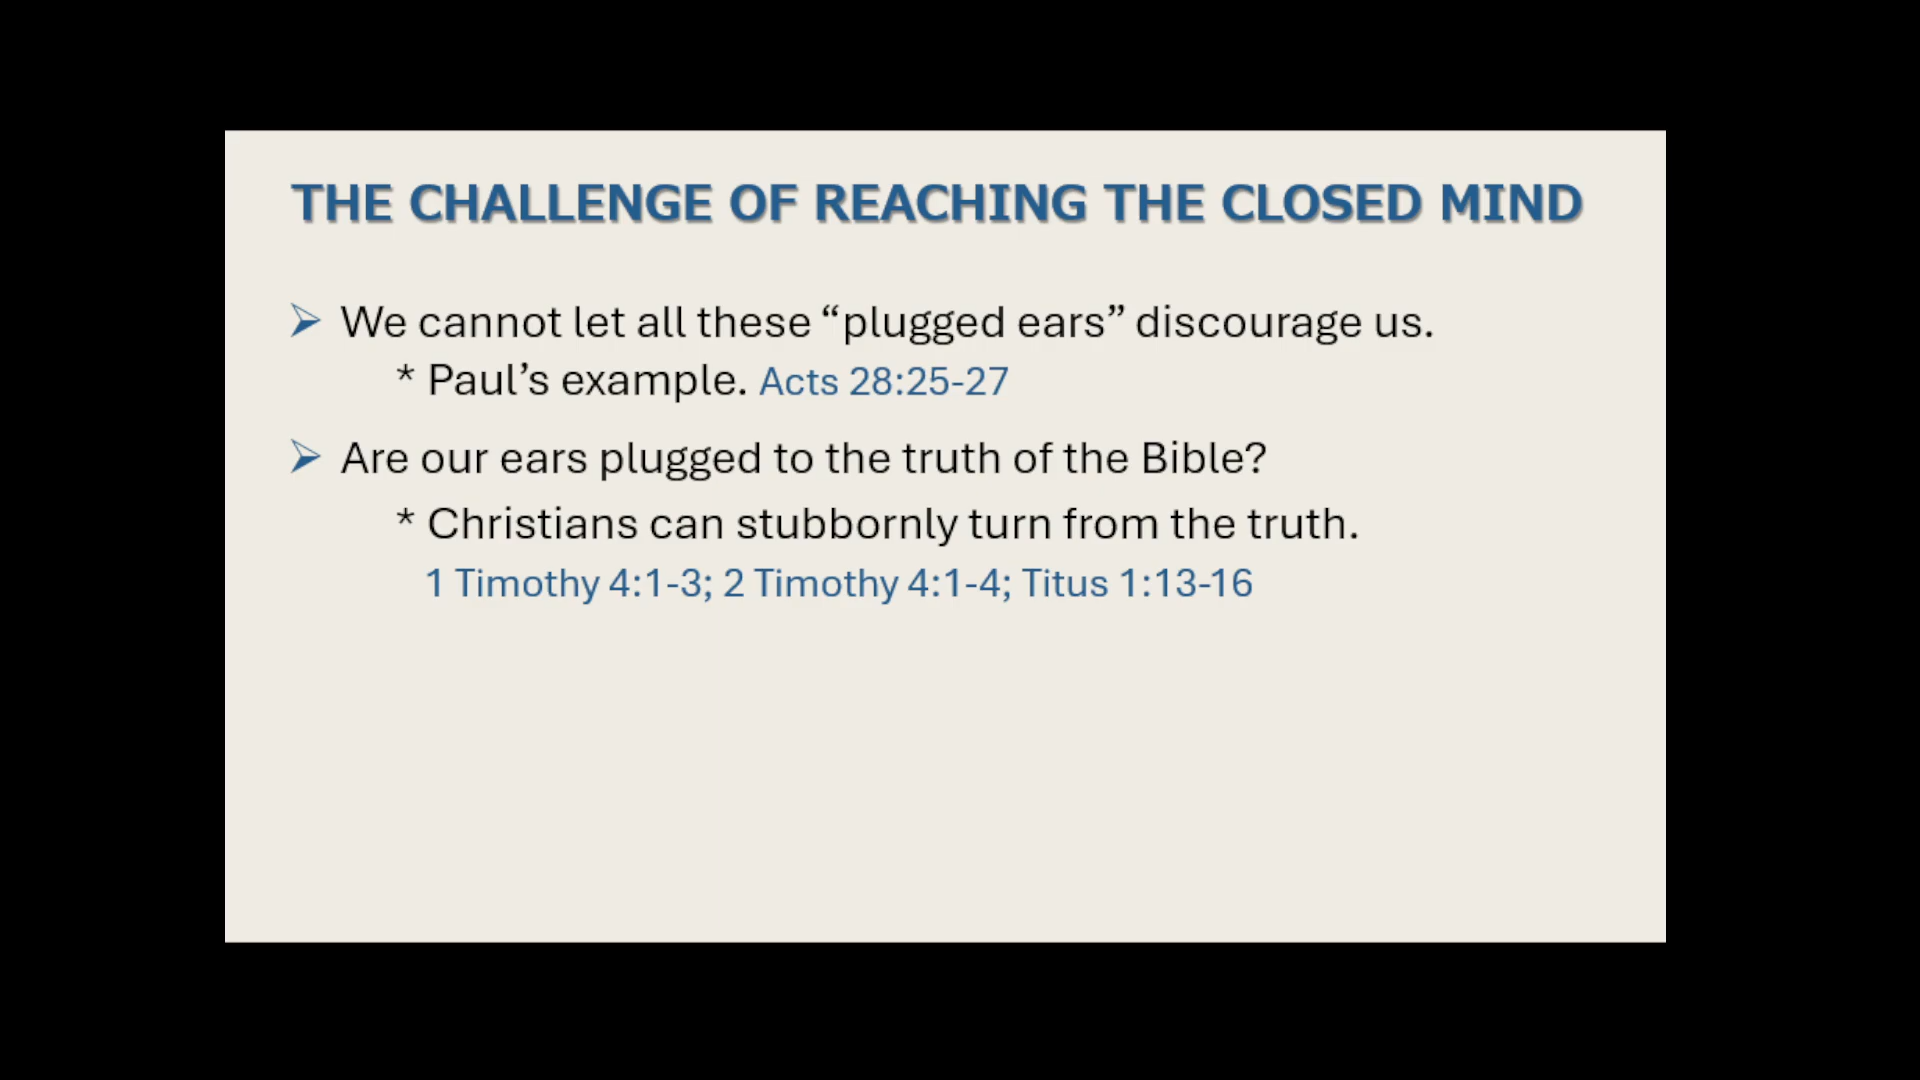 THE CHALLENGE OF REACHING THE CLOSED MIND
➢ We cannot let all these “plugged ears” discourage us.
* Paul’s example. Acts 28:25-27
➢ Are our ears plugged to the truth of the Bible?
* Christians can stubbornly turn from the truth.
1 Timothy 4:1-3; 2 Timothy 4:1-4; Titus 1:13-16